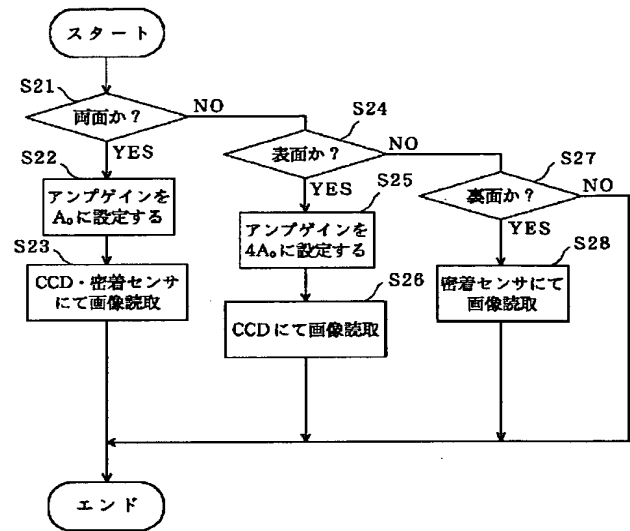 スタート
S21
両面か?
NO
YES
S22
アンプゲインを
A₀に設定する
S23
CCD・密着センサ
にて画像読取
S24
表面か?
NO
YES
S25
アンプゲインを
4A₀に設定する
S26
CCDにて画像読取
S27
裏面か?
NO
YES
S28
密着センサにて
画像読取
エンド